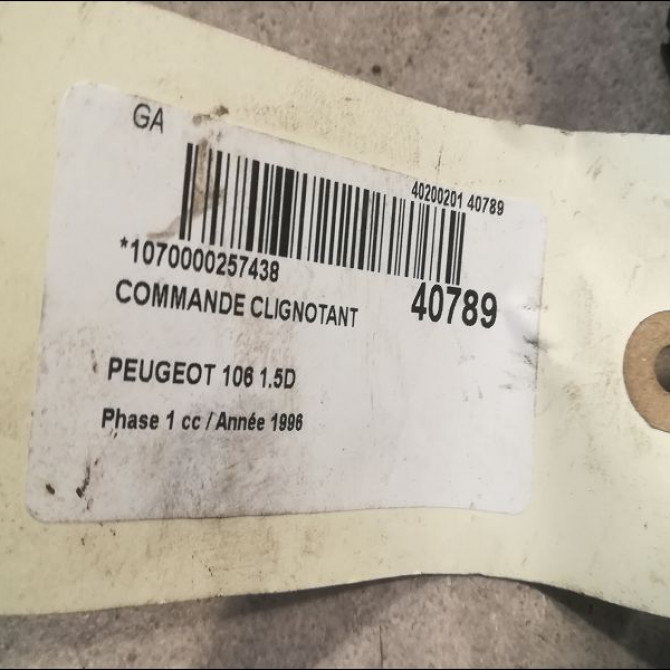 GA
40200201 40789
*1070000257438
40789
COMMANDE CLIGNOTANT
PEUGEOT 106 1.5D
Phase 1 cc / Année 1996